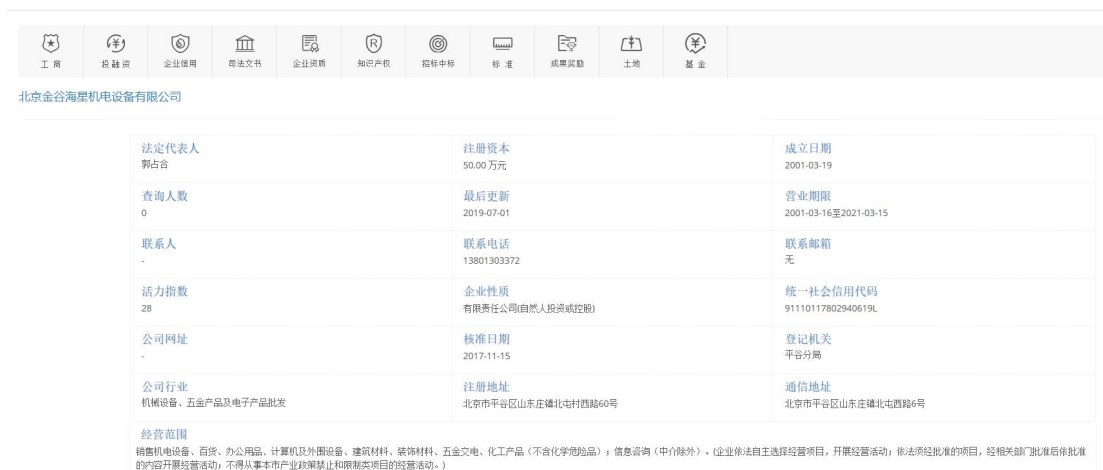 工商 投融资 企业信用 司法文书 企业资质 知识产权 招标中标 标准 成果奖励 土地 基金
北京金谷海星机电设备有限公司
法定代表人 注册资本 成立日期
郭占合 50.00 万元 2001-03-19
查询人数 最后更新 营业期限
0 2019-07-01 2001-03-16至2021-03-15
联系人 联系电话 联系邮箱
- 13801303372 无
活力指数 企业性质 统一社会信用代码
28 有限责任公司(自然人投资或控股) 91110117802940619L
公司网址 核准日期 登记机关
- 2017-11-15 平谷分局
公司行业 注册地址 通信地址
机械设备、五金产品及电子产品批发 北京市平谷区山东庄镇北屯村西路60号 北京市平谷区山东庄镇北屯西路6号
经营范围
销售机电设备、百货、办公用品、计算机及外围设备、建筑材料、装饰材料、五金交电、化工产品（不含化学危险品）；信息咨询（中介除外）。(企业依法自主选择经营项目，开展经营活动；依法须经批准的项目，经相关部门批准后依批准
的内容开展经营活动；不得从事本市产业政策禁止和限制类项目的经营活动。)